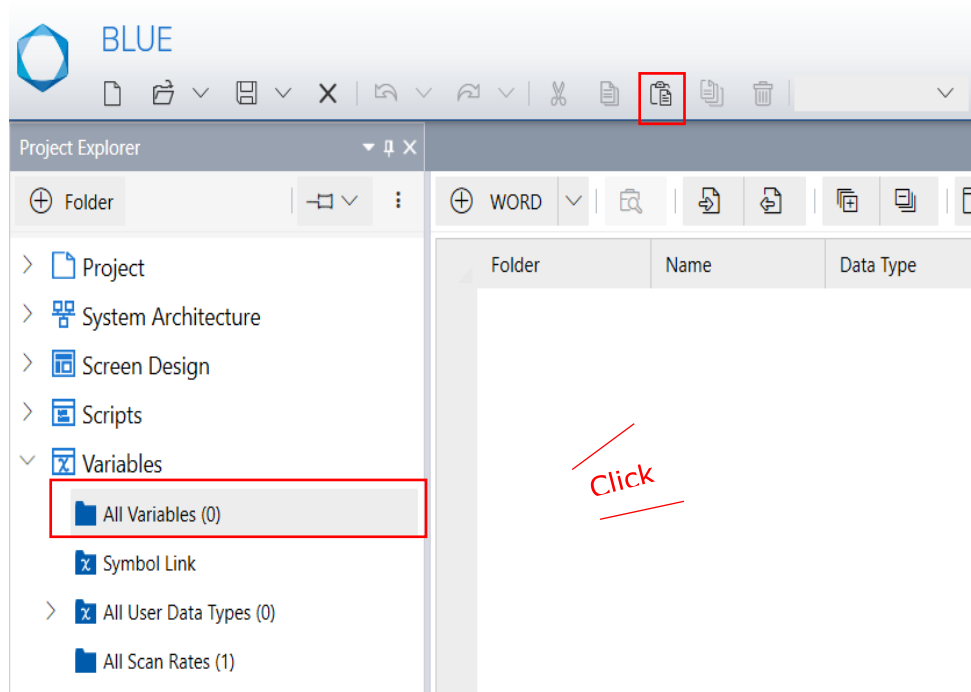 BLUE
Project Explorer
Folder
WORD
Project
System Architecture
Screen Design
Scripts
Variables
All Variables (0)
Symbol Link
All User Data Types (0)
All Scan Rates (1)
Folder Name Data Type
Click